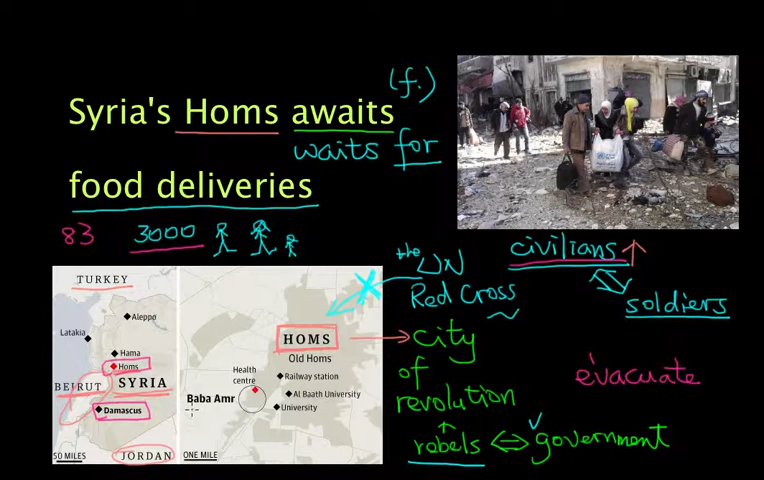 Syria's Homs awaits
(f.)
waits for
food deliveries
83 3000
civilians
soldiers
the UN
Red Cross
TURKEY
Aleppo
Latakia
Hama
Homs
BEIRUT
SYRIA
Damascus
50 MILES
JORDAN
HOMS
Old Homs
Health
centre
Railway station
Baba Amr
Al Baath University
University
ONE MILE
city
of
revolution
rebels government
evacuate